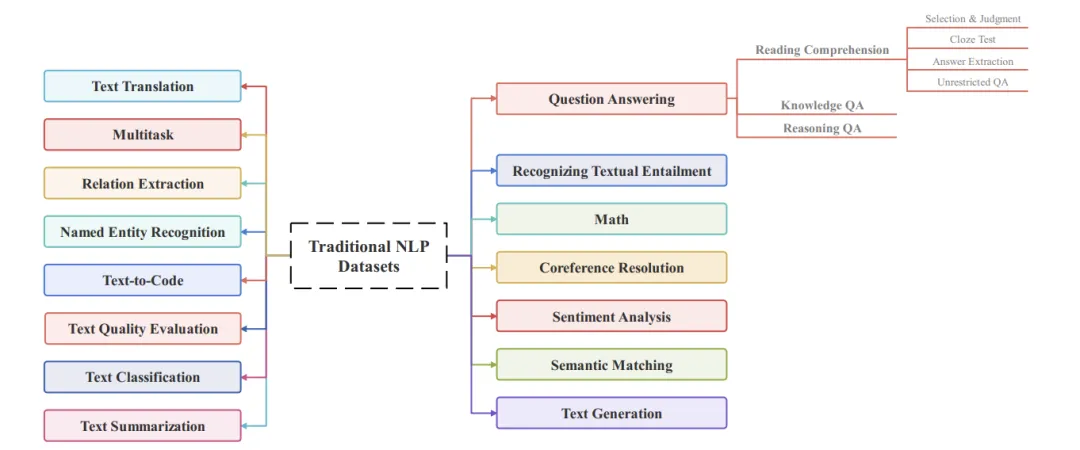 Text Translation
Multitask
Relation Extraction
Named Entity Recognition
Text-to-Code
Text Quality Evaluation
Text Classification
Text Summarization
Traditional NLP
Datasets
Question Answering
Recognizing Textual Entailment
Math
Coreference Resolution
Sentiment Analysis
Semantic Matching
Text Generation
Reading Comprehension
Knowledge QA
Reasoning QA
Selection & Judgment
Cloze Test
Answer Extraction
Unrestricted QA